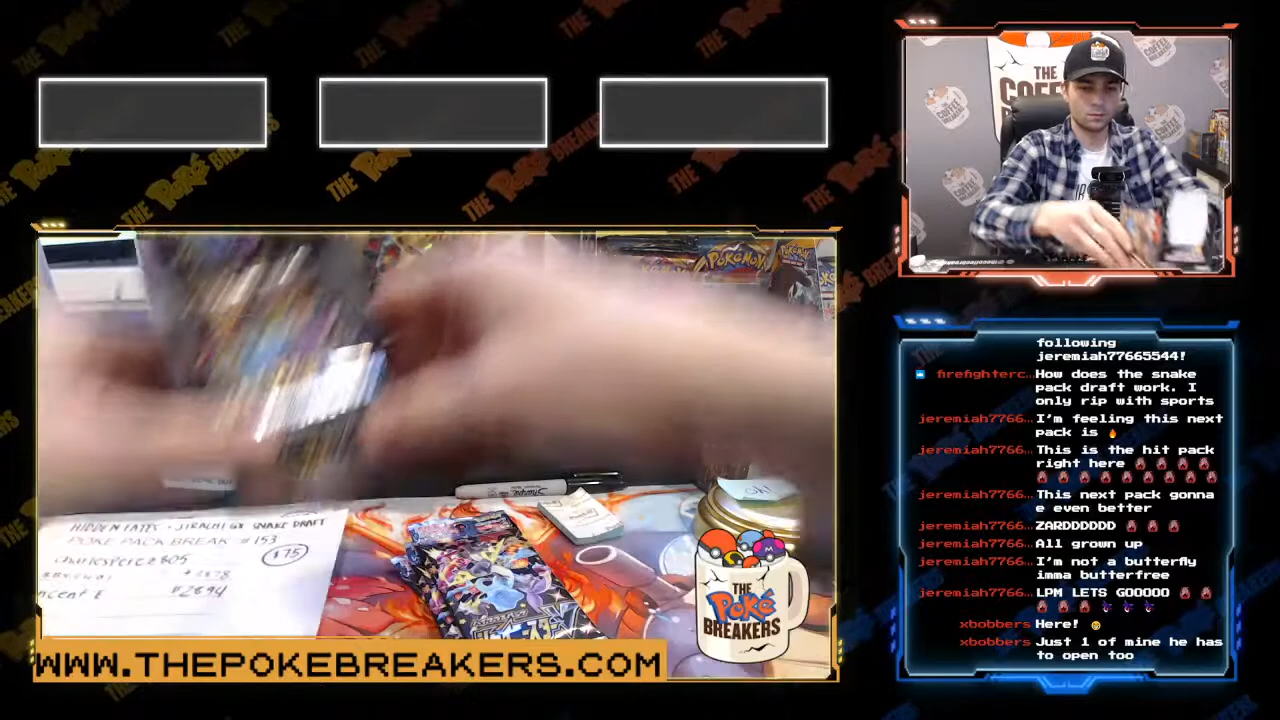 THE
COFFEE
BREAKERS
POKÉMON
Sharpie
HIDDEN FATES - JIRACHI GX SNAKE DRAFT
POKE PACK BREAK #153
$75
THE
Poké
BREAKERS
WWW.THEPOKEBREAKERS.COM
following
jeremiah77665544!
firefighterc... How does the snake
pack draft work. I
only rip with sports
jeremiah7766... I'm feeling this next
pack is
jeremiah7766... This is the hit pack
right here
jeremiah7766... This next pack gonna
e even better
jeremiah7766... ZARDDDDDD
jeremiah7766... All grown up
jeremiah7766... I'm not a butterfly
imma butterfree
jeremiah7766... LPM LETS GOOOOO
xbobbers Here!
xbobbers Just 1 of mine he has
to open too